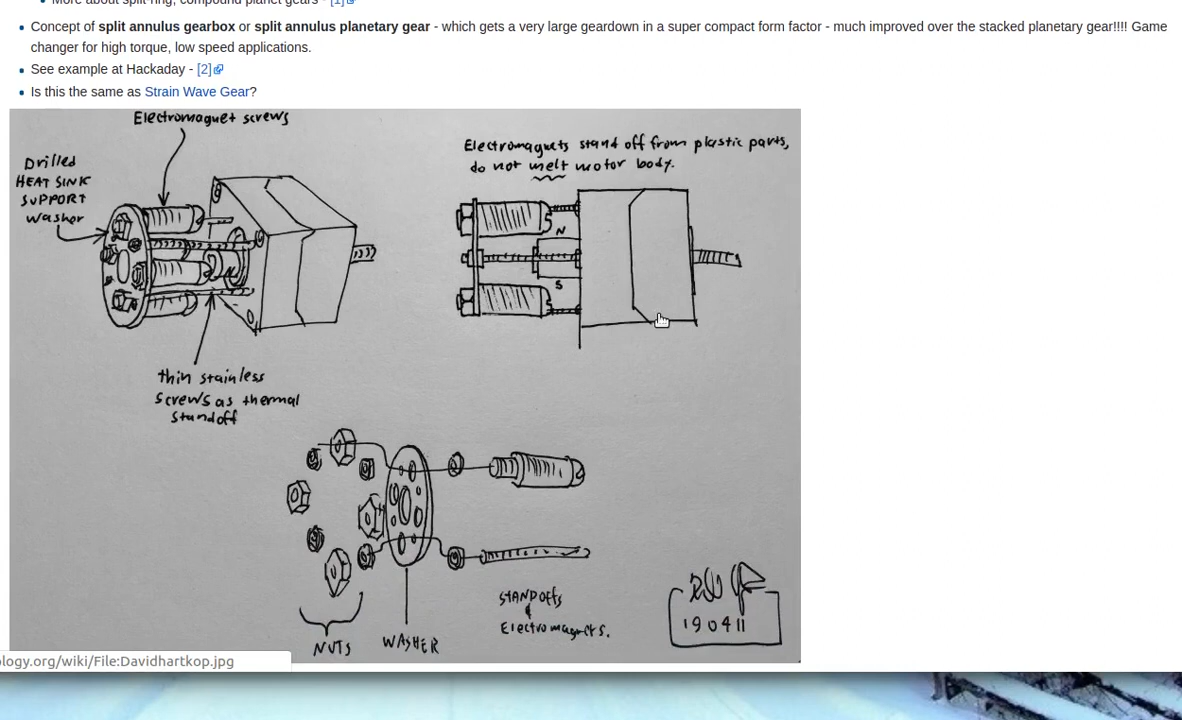 More about split-ring, compound planet gears - [1]
Concept of split annulus gearbox or split annulus planetary gear - which gets a very large geardown in a super compact form factor - much improved over the stacked planetary gear!!!! Game
changer for high torque, low speed applications.
See example at Hackaday - [2]
Is this the same as Strain Wave Gear?
Electromagnet screws
Drilled
HEAT SINK
SUPPORT
washer
Electromagnets stand off from plastic parts,
do not melt motor body.
N
S
N
thin stainless
screws as thermal
standoff
STANDOffs
&
Electromagnets.
NUTS
WASHER
190411
ology.org/wiki/File:Davidhartkop.jpg